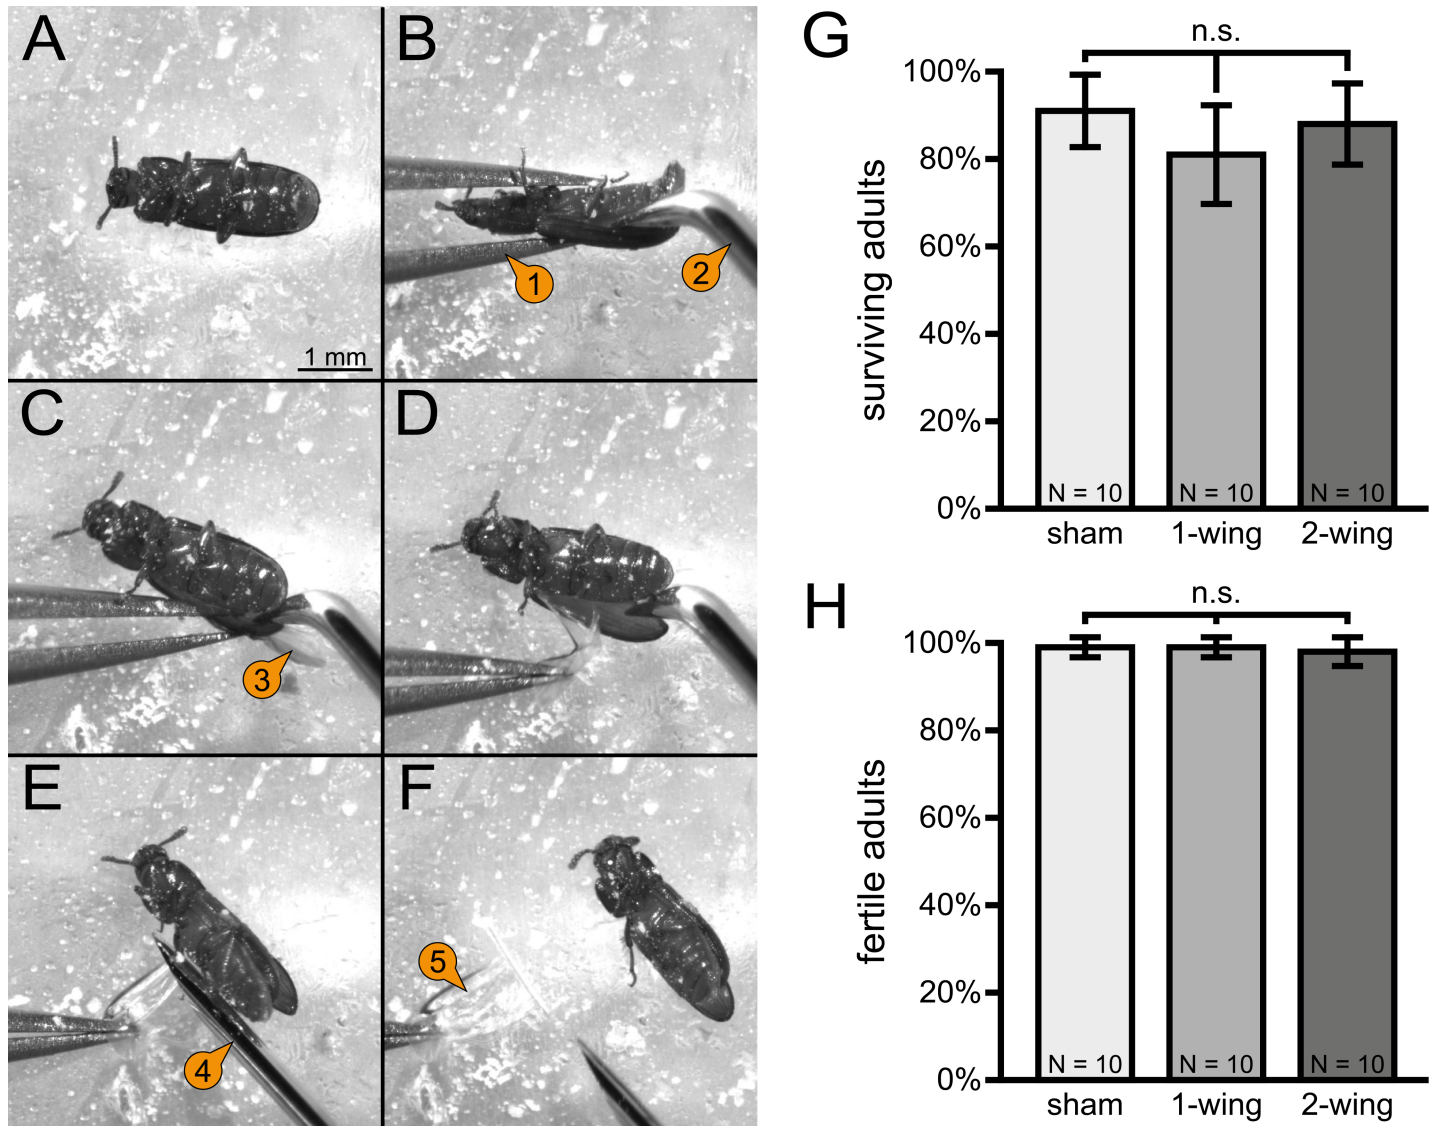 A
B
1
2
1 mm
C
3
D
E
4
F
5
G
n.s.
surviving adults
100%
80%
60%
40%
20%
0%
N = 10
N = 10
N = 10
sham
1-wing
2-wing
H
n.s.
fertile adults
100%
80%
60%
40%
20%
0%
N = 10
N = 10
N = 10
sham
1-wing
2-wing